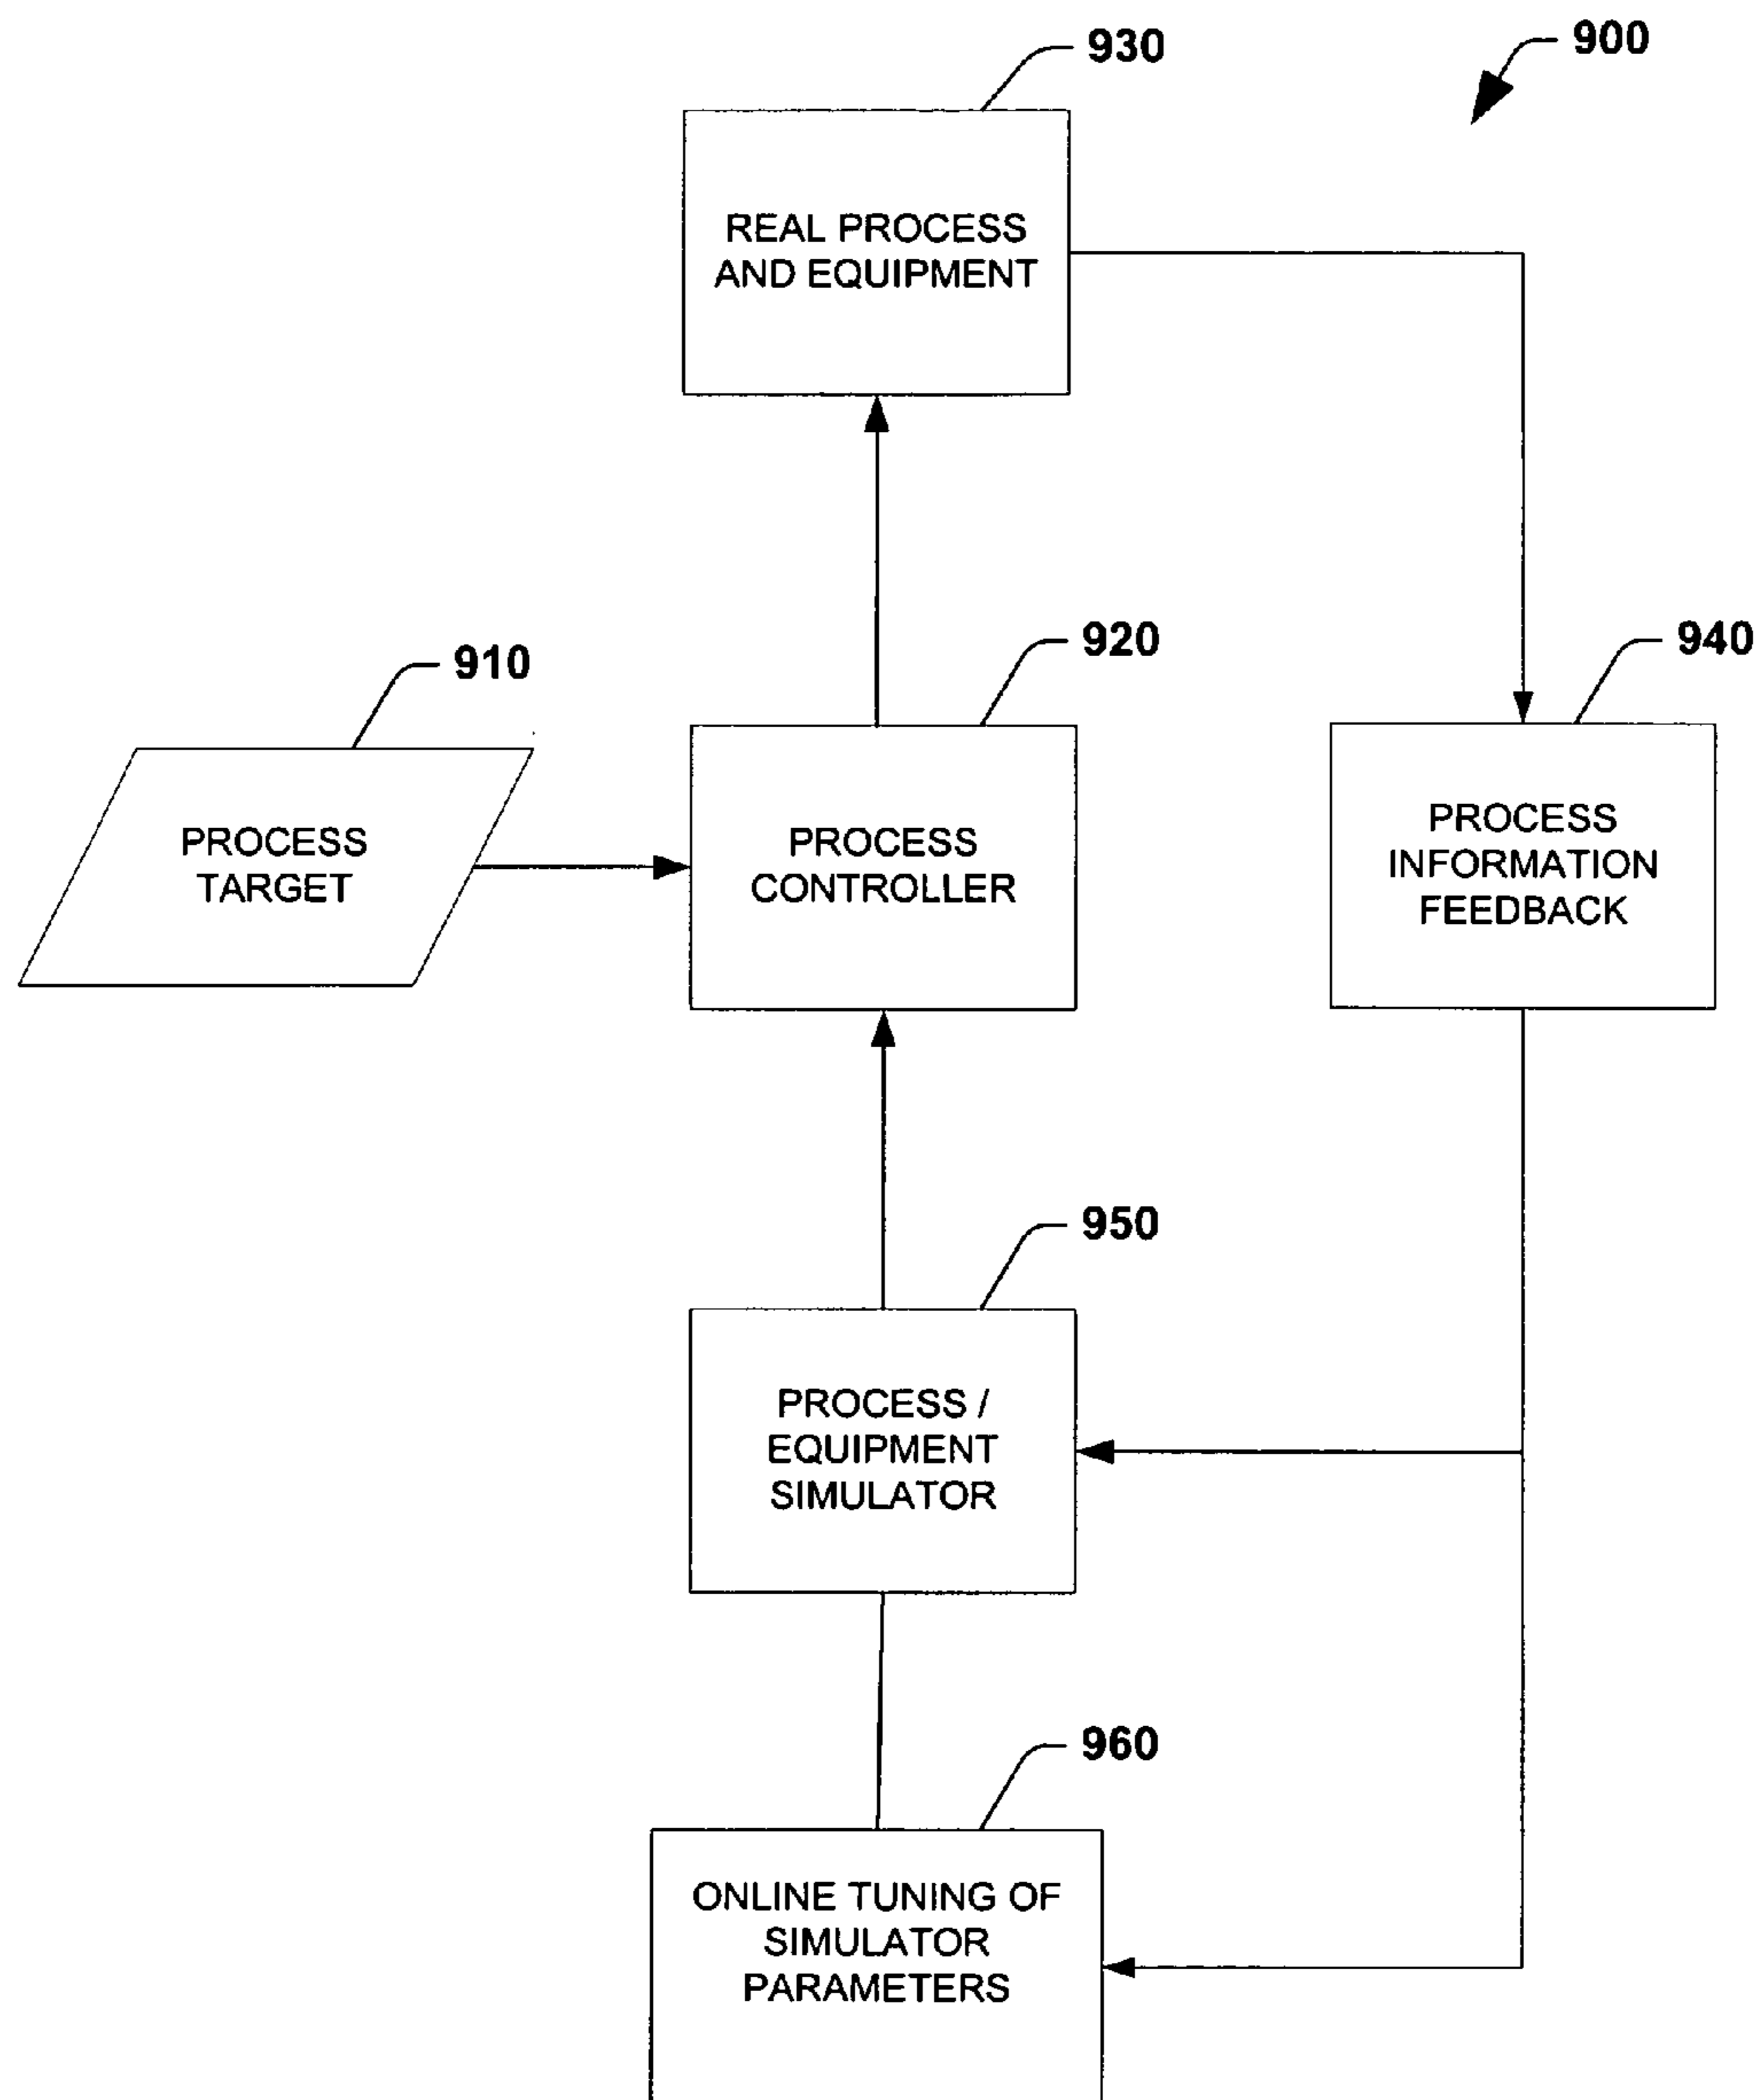 930
900
REAL PROCESS
AND EQUIPMENT
910
920
940
PROCESS
TARGET
PROCESS
CONTROLLER
PROCESS
INFORMATION
FEEDBACK
950
PROCESS /
EQUIPMENT
SIMULATOR
960
ONLINE TUNING OF
SIMULATOR
PARAMETERS